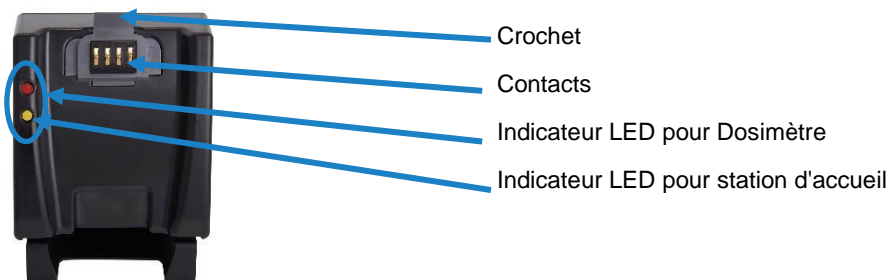 Crochet
Contacts
Indicateur LED pour Dosimètre
Indicateur LED pour station d'accueil